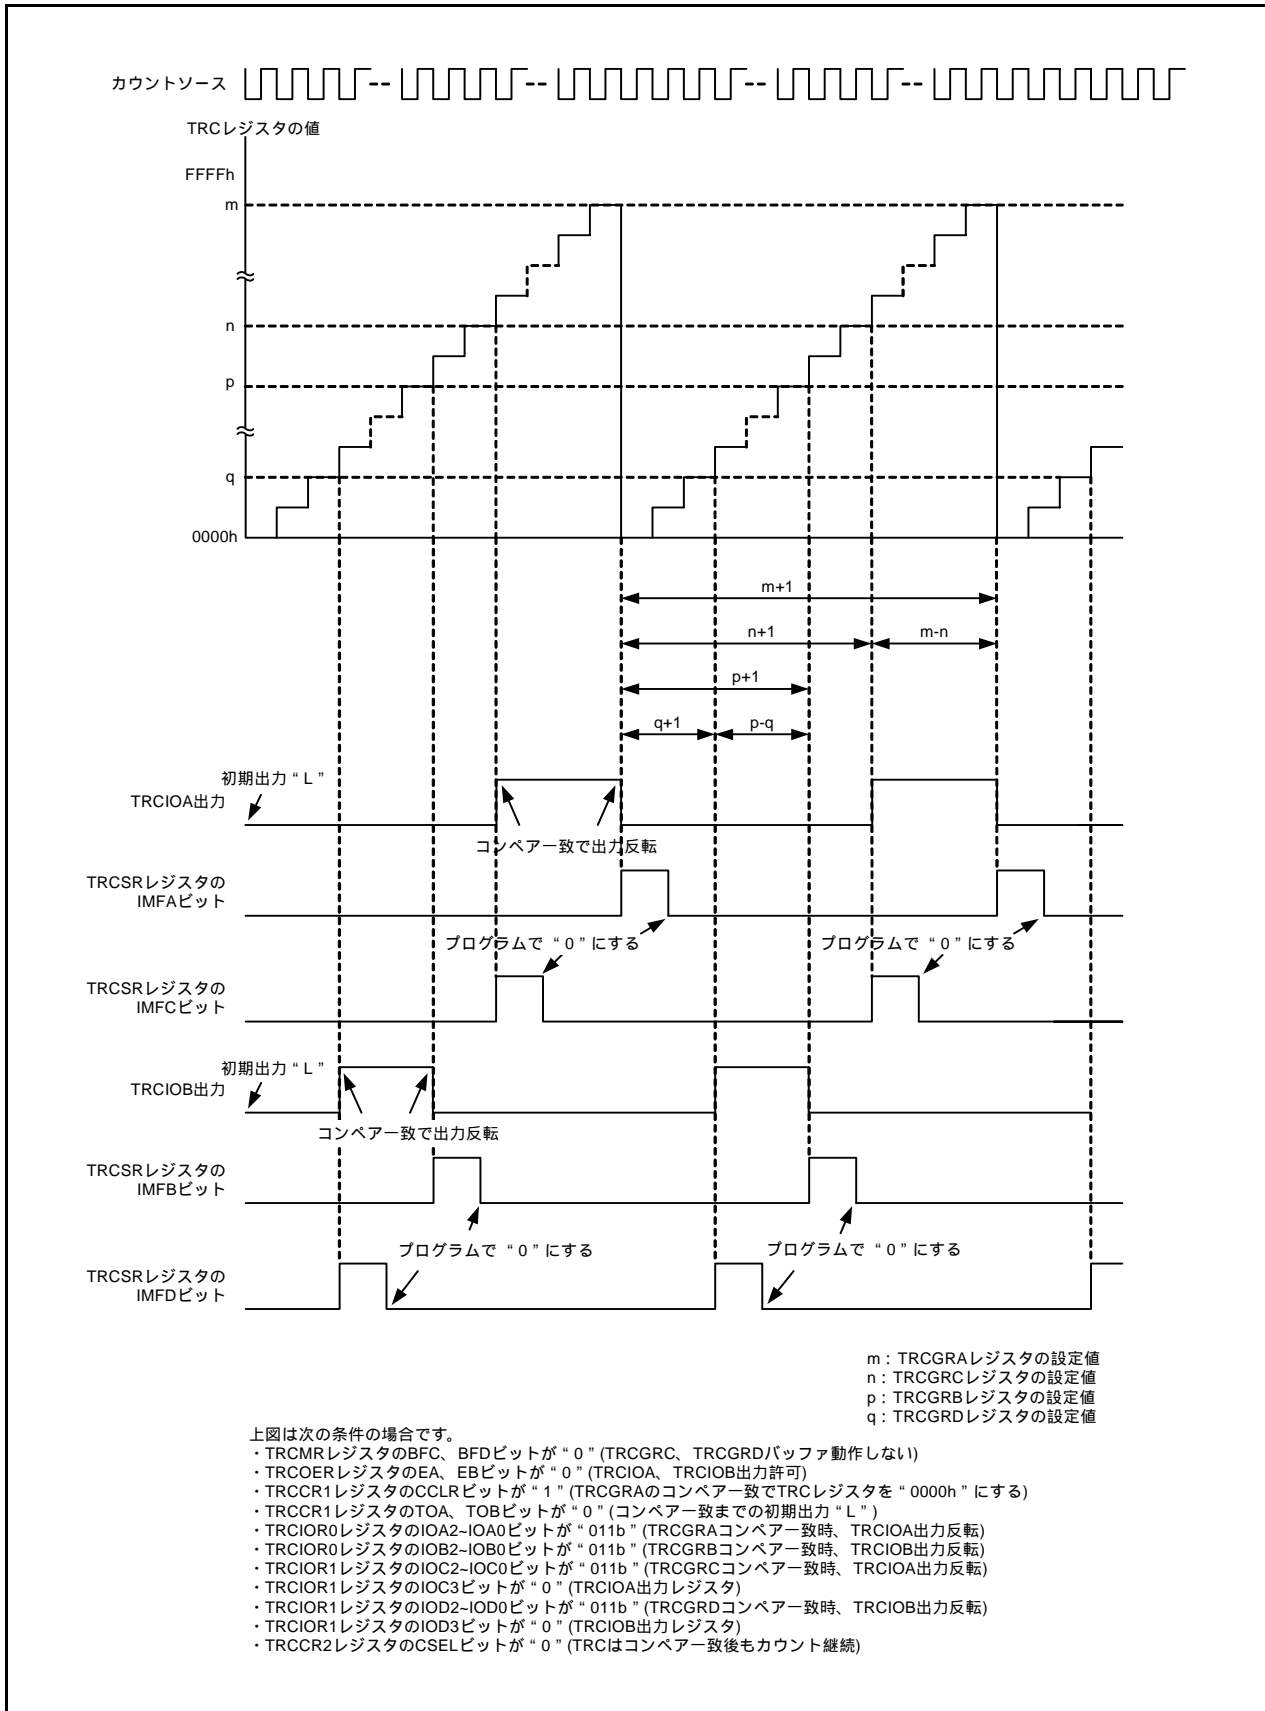 カウントソース
TRCレジスタの値
FFFFh
m
n
p
q
0000h
m+1
n+1
m-n
p+1
q+1
p-q
初期出力“L”
TRCIOA出力
コンペア一致で出力反転
TRCSRレジスタの
IMFAビット
プログラムで “0”にする
プログラムで “0”にする
TRCSRレジスタの
IMFCビット
初期出力“L”
TRCIOB出力
コンペア一致で出力反転
TRCSRレジスタの
IMFBビット
プログラムで “0”にする
プログラムで “0”にする
TRCSRレジスタの
IMFDビット
m : TRCGRAレジスタの設定値
n : TRCGRCレジスタの設定値
p : TRCGRBレジスタの設定値
q : TRCGRDレジスタの設定値
上図は次の条件の場合です。
・TRCMRレジスタのBFC、BFDビットが“0”(TRCGRC、TRCGRDバッファ動作しない)
・TRCOERレジスタのEA、EBビットが“0”(TRCIOA、TRCIOB出力許可)
・TRCCR1レジスタのCCLRビットが“1”(TRCGRAのコンペア一致でTRCレジスタを“0000h”にする)
・TRCCR1レジスタのTOA、TOBビットが“0”(コンペア一致までの初期出力“L”)
・TRCIOR0レジスタのIOA2~IOA0ビットが“011b”(TRCGRAコンペア一致時、TRCIOA出力反転)
・TRCIOR0レジスタのIOB2~IOB0ビットが“011b”(TRCGRBコンペア一致時、TRCIOB出力反転)
・TRCIOR1レジスタのIOC2~IOC0ビットが“011b”(TRCGRCコンペア一致時、TRCIOA出力反転)
・TRCIOR1レジスタのIOC3ビットが“0”(TRCIOA出力レジスタ)
・TRCIOR1レジスタのIOD2~IOD0ビットが“011b”(TRCGRDコンペア一致時、TRCIOB出力反転)
・TRCIOR1レジスタのIOD3ビットが“0”(TRCIOB出力レジスタ)
・TRCCR2レジスタのCSELビットが“0”(TRCはコンペア一致後もカウント継続)